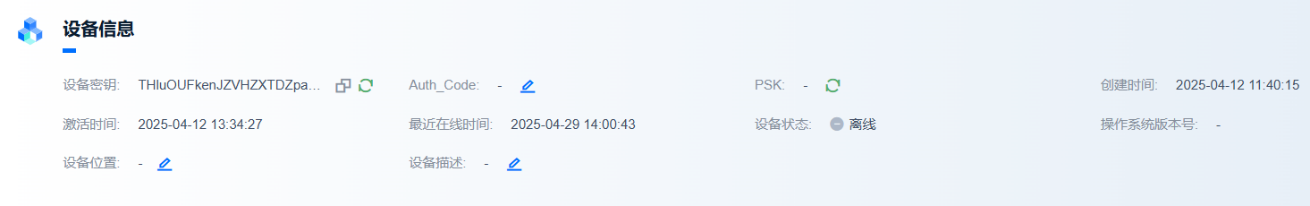 设备信息
设备密钥: THluOUFkenJZVHZXTDZpa... Auth_Code: - PSK: - 创建时间: 2025-04-12 11:40:15
激活时间: 2025-04-12 13:34:27 最近在线时间: 2025-04-29 14:00:43 设备状态: 离线 操作系统版本号: -
设备位置: - 设备描述: -